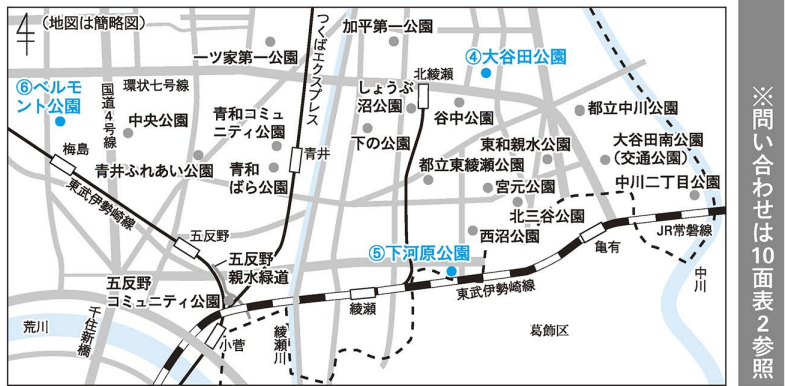 （地図は簡略図）
加平第一公園
つくばエクスプレス
一ツ家第一公園
④大谷田公園
⑥ベルモ
ント公園
環状七号線
国道4号線
北綾瀬
しょうぶ
沼公園
谷中公園
都立中川公園
中央公園
青和コミュ
ニティ公園
下の公園
東和親水公園
大谷田南公園
（交通公園）
梅島
青井
青井ふれあい公園
青和
ばら公園
都立東綾瀬公園
宮元公園
中川二丁目公園
東武伊勢崎線
北三谷公園
五反野
西沼公園
亀有
JR常磐線
五反野
親水緑道
⑤下河原公園
五反野
コミュニティ公園
東武伊勢崎線
中川
綾瀬
荒川
千住新橋
小菅
綾瀬川
葛飾区
※問い合わせは10面表2参照